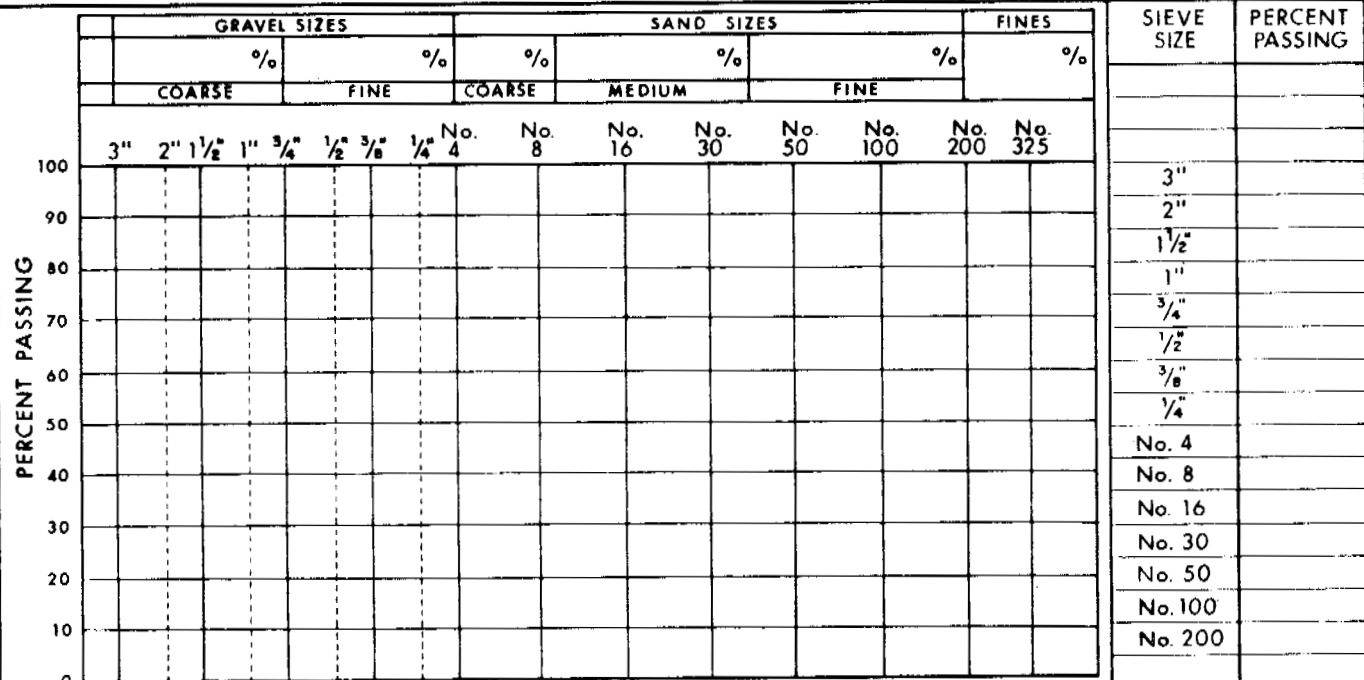 GRAVEL SIZES SAND SIZES FINES
% % % % % %
COARSE FINE COARSE MEDIUM FINE
3" 2" 1½" 1" ¾" ½" ⅜" ¼" No. 4 No. 8 No. 16 No. 30 No. 50 No. 100 No. 200 No. 325
PERCENT PASSING
100
90
80
70
60
50
40
30
20
10
0
SIEVE SIZE PERCENT PASSING
3"
2"
1½"
1"
¾"
½"
⅜"
¼"
No. 4
No. 8
No. 16
No. 30
No. 50
No. 100
No. 200